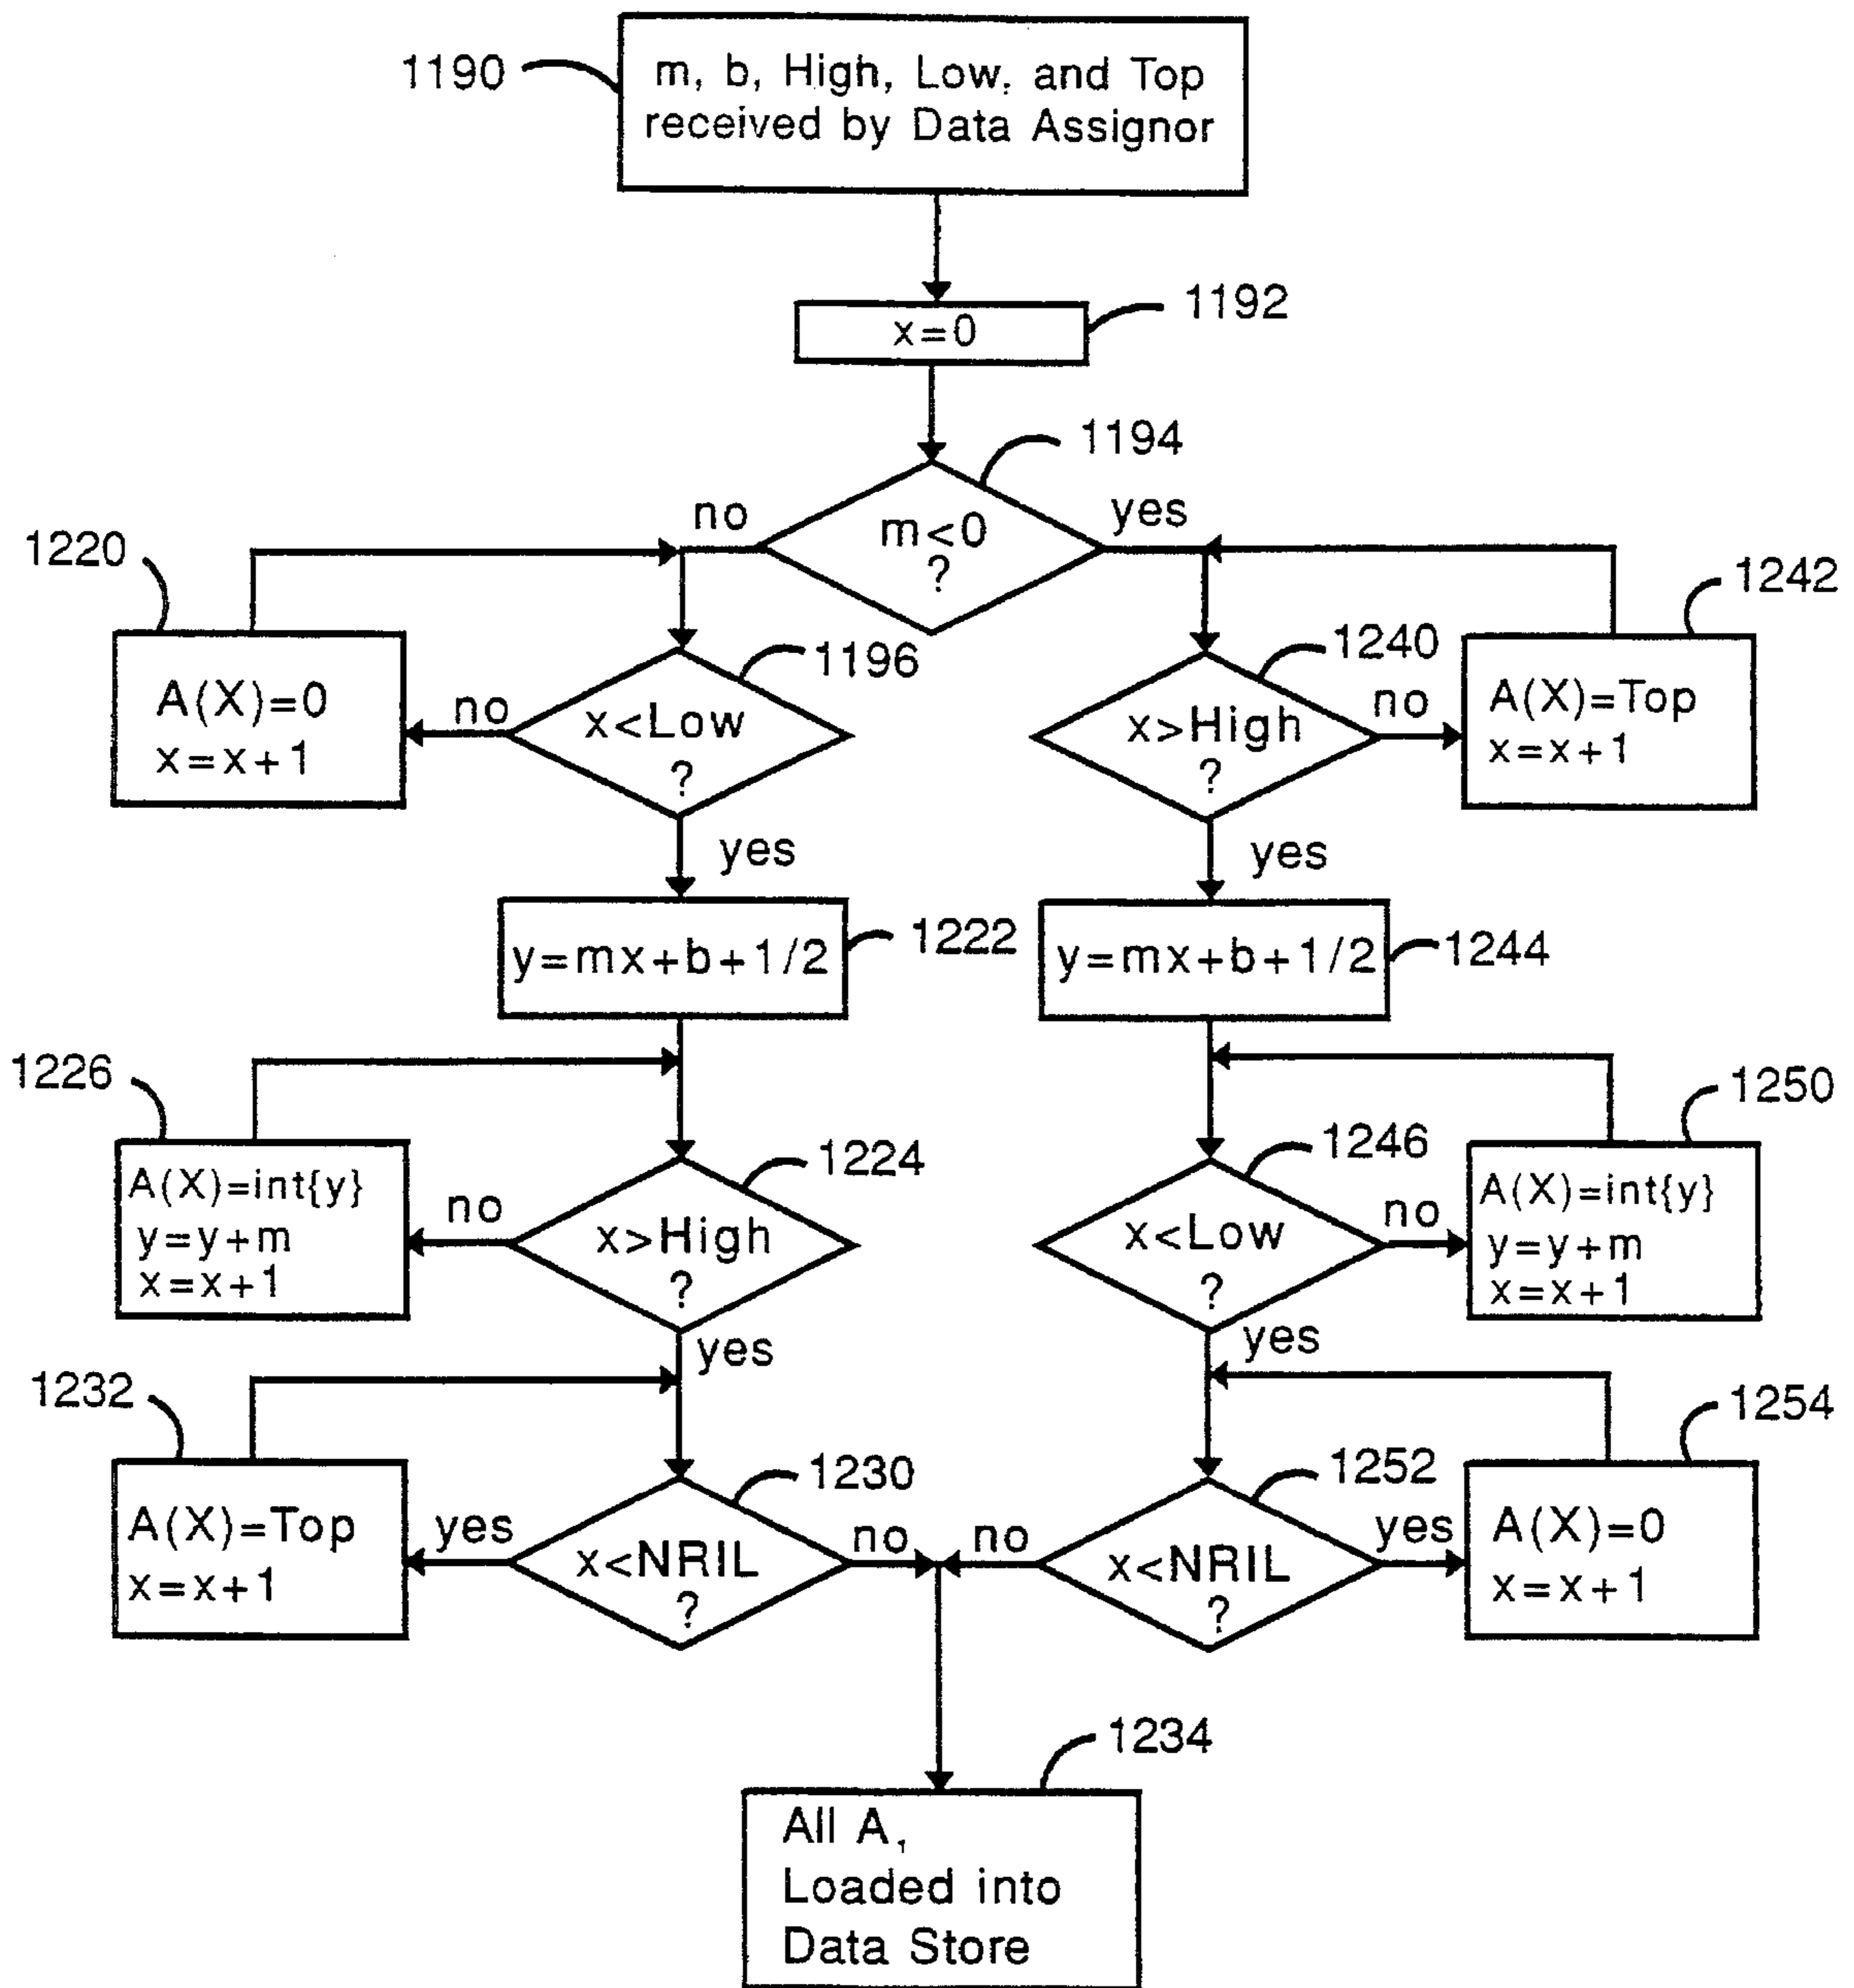 1190
m, b, High, Low, and Top
received by Data Assignor
1192
x=0
1194
no
yes
m<0
?
1220
1242
A(X)=0
x=x+1
no
1196
x<Low
?
1240
x>High
?
no
A(X)=Top
x=x+1
yes
yes
y=mx+b+1/2
1222
y=mx+b+1/2
1244
1226
1250
A(X)=int{y}
y=y+m
x=x+1
no
1224
x>High
?
1246
x<Low
?
no
A(X)=int{y}
y=y+m
x=x+1
yes
yes
1232
1254
A(X)=Top
x=x+1
yes
1230
x<NRIL
?
no
no
1252
x<NRIL
?
yes
A(X)=0
x=x+1
1234
All A,
Loaded into
Data Store